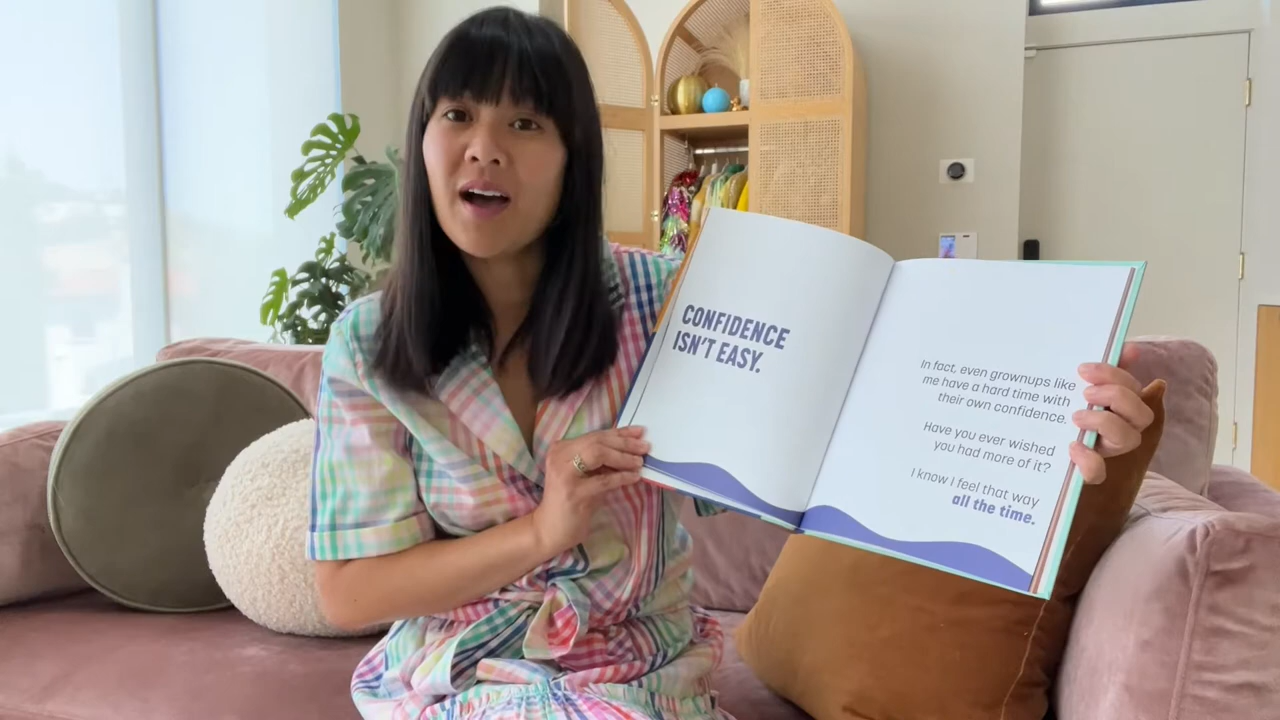 CONFIDENCE
ISN'T EASY.
In fact, even grownups like
me have a hard time with
their own confidence.
Have you ever wished
you had more of it?
I know I feel that way
all the time.